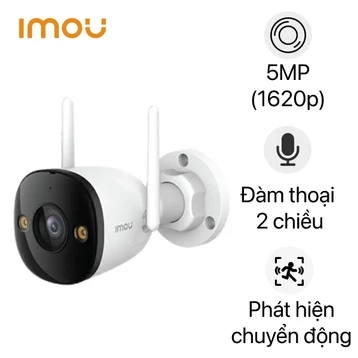 imou
5MP
(1620p)
Đàm thoại
2 chiều
Phát hiện
chuyển động
imou